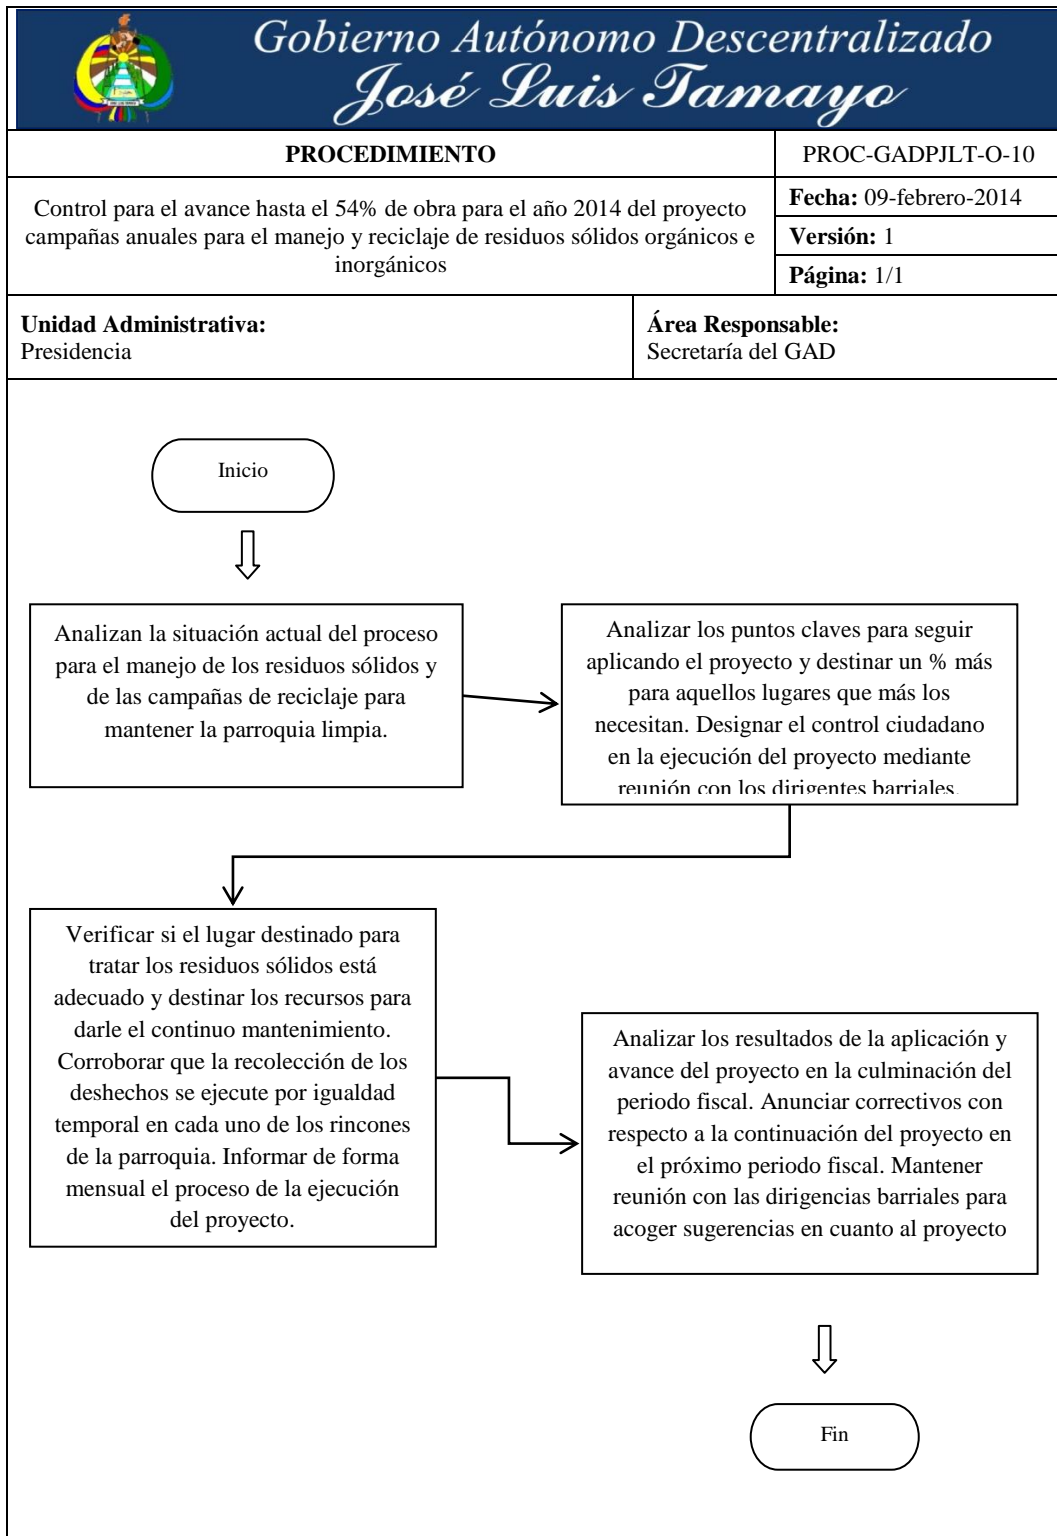 Gobierno Autónomo Descentralizado
José Luis Tamayo
PROCEDIMIENTO
PROC-GADPJLT-O-10
Control para el avance hasta el 54% de obra para el año 2014 del proyecto
campañas anuales para el manejo y reciclaje de residuos sólidos orgánicos e
inorgánicos
Fecha: 09-febrero-2014
Versión: 1
Página: 1/1
Unidad Administrativa:
Presidencia
Área Responsable:
Secretaría del GAD
Inicio
Analizan la situación actual del proceso
para el manejo de los residuos sólidos y
de las campañas de reciclaje para
mantener la parroquia limpia.
Analizar los puntos claves para seguir
aplicando el proyecto y destinar un % más
para aquellos lugares que más los
necesitan. Designar el control ciudadano
en la ejecución del proyecto mediante
reunión con los dirigentes barriales.
Verificar si el lugar destinado para
tratar los residuos sólidos está
adecuado y destinar los recursos para
darle el continuo mantenimiento.
Corroborar que la recolección de los
deshechos se ejecute por igualdad
temporal en cada uno de los rincones
de la parroquia. Informar de forma
mensual el proceso de la ejecución
del proyecto.
Analizar los resultados de la aplicación y
avance del proyecto en la culminación del
periodo fiscal. Anunciar correctivos con
respecto a la continuación del proyecto en
el próximo periodo fiscal. Mantener
reunión con las dirigencias barriales para
acoger sugerencias en cuanto al proyecto
Fin